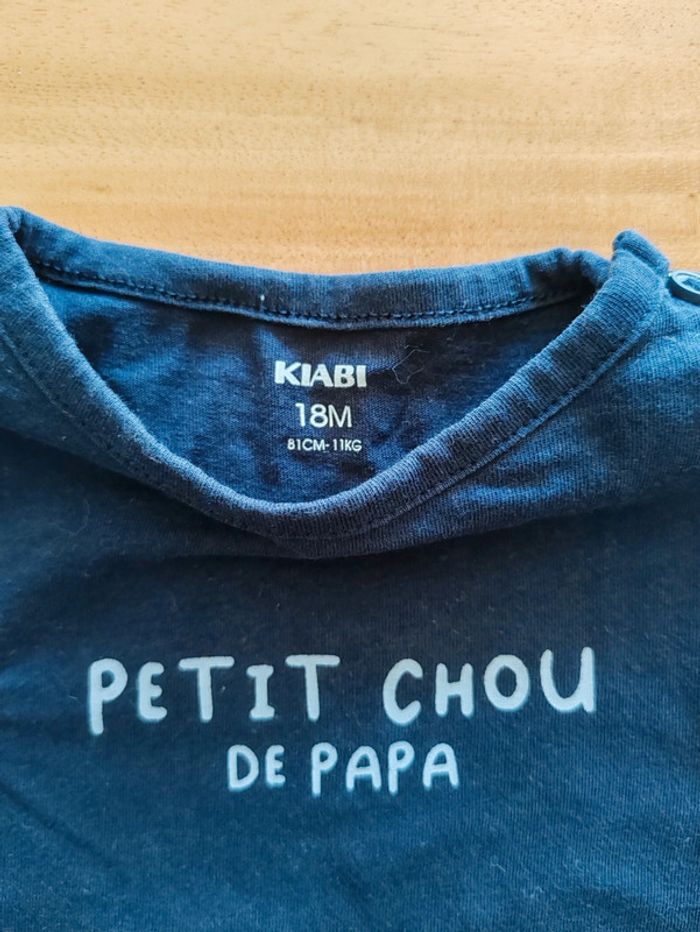 KIABI
18M
81CM-11KG
PETIT CHOU
DE PAPA